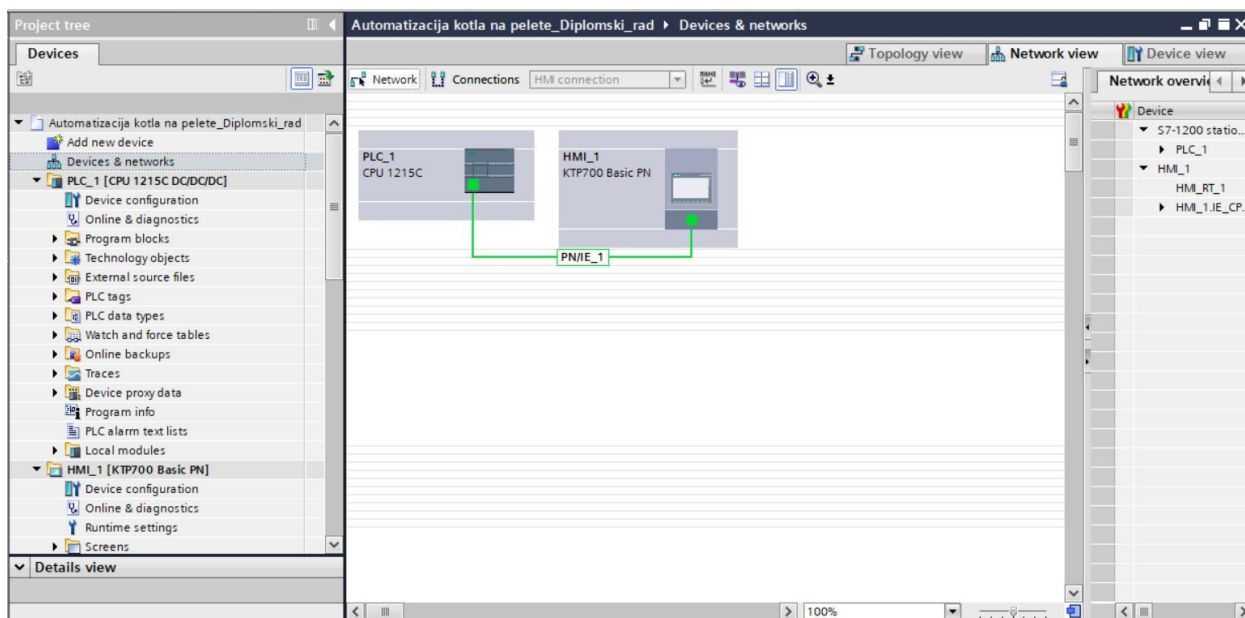 Project tree
Devices
Automatizacija kotla na pelete_Diplomski_rad
Add new device
Devices & networks
PLC_1 [CPU 1215C DC/DC/DC]
Device configuration
Online & diagnostics
Program blocks
Technology objects
External source files
PLC tags
PLC data types
Watch and force tables
Online backups
Traces
Device proxy data
Program info
PLC alarm text lists
Local modules
HMI_1 [KTP700 Basic PN]
Device configuration
Online & diagnostics
Runtime settings
Screens
Details view
Automatizacija kotla na pelete_Diplomski_rad Devices & networks
Topology view Network view Device view
Network Connections HMI connection
PLC_1
CPU 1215C
HMI_1
KTP700 Basic PN
PN/IE_1
100%
Network overvie
Device
S7-1200 statio...
PLC_1
HMI_1
HMI_RT_1
HMI_1.IE_CP.